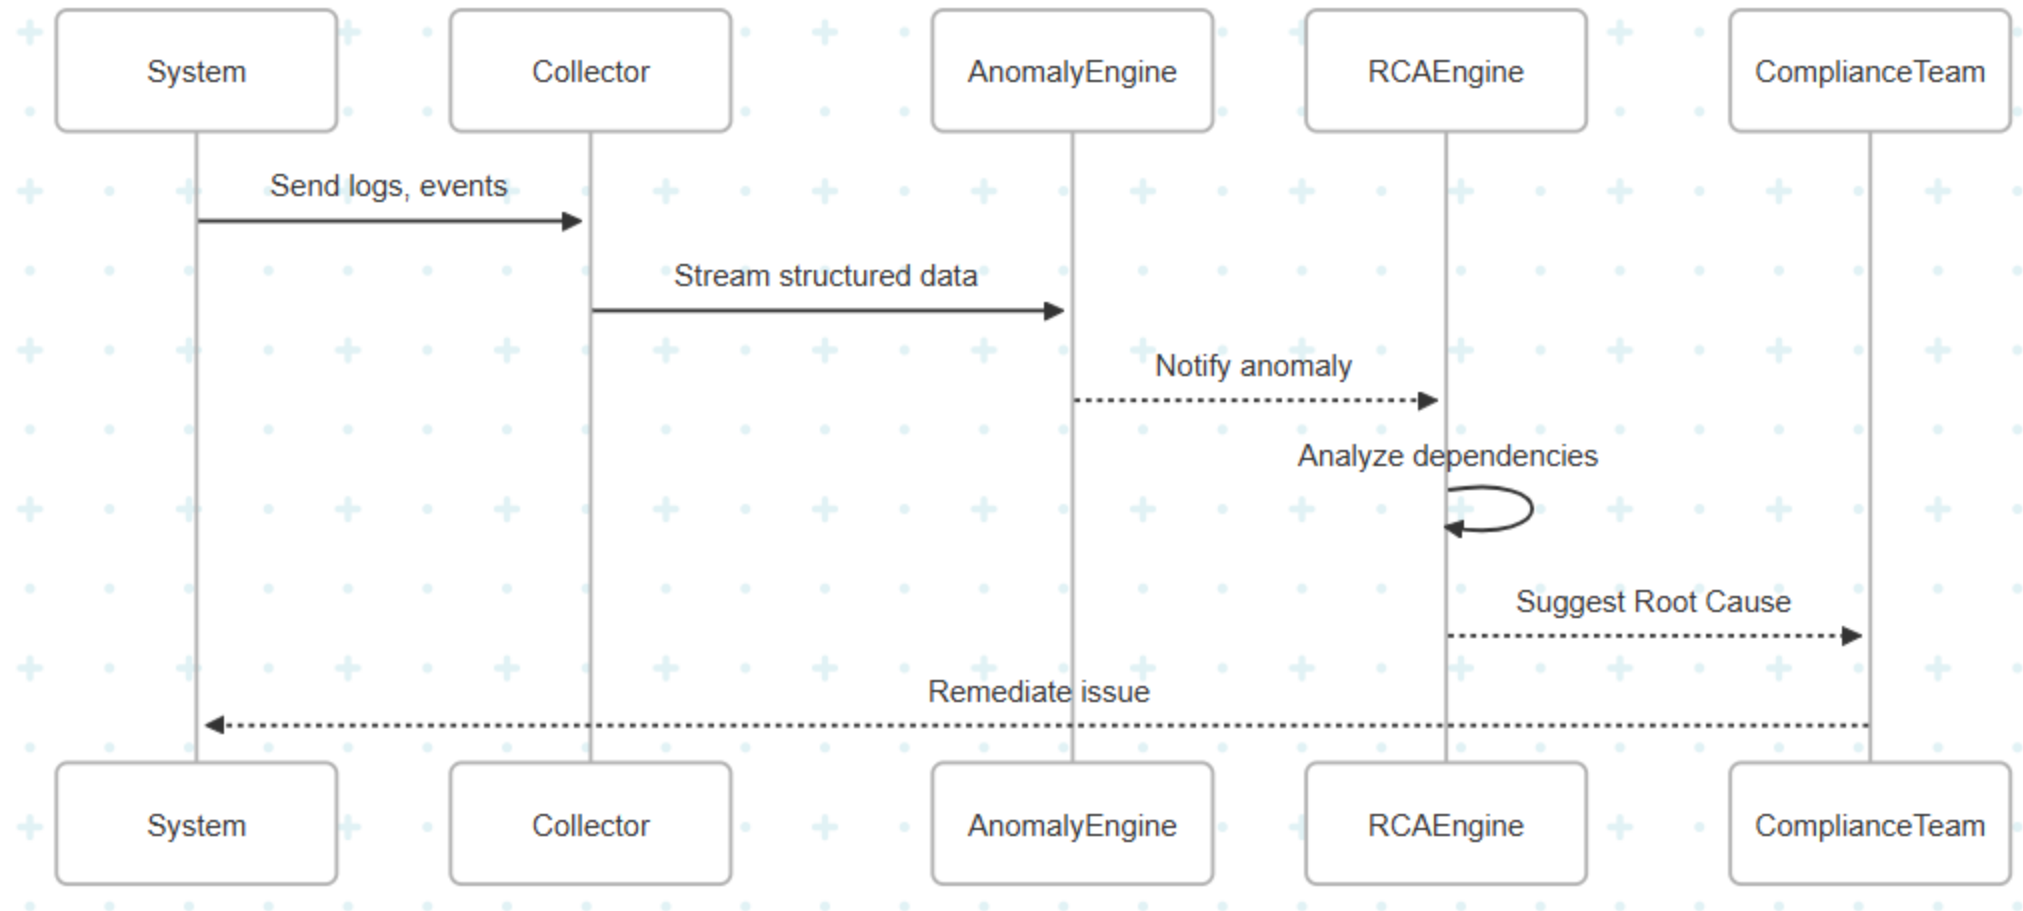 System
Collector
AnomalyEngine
RCAEngine
ComplianceTeam
Send logs, events
Stream structured data
Notify anomaly
Analyze dependencies
Suggest Root Cause
Remediate issue
System
Collector
AnomalyEngine
RCAEngine
ComplianceTeam